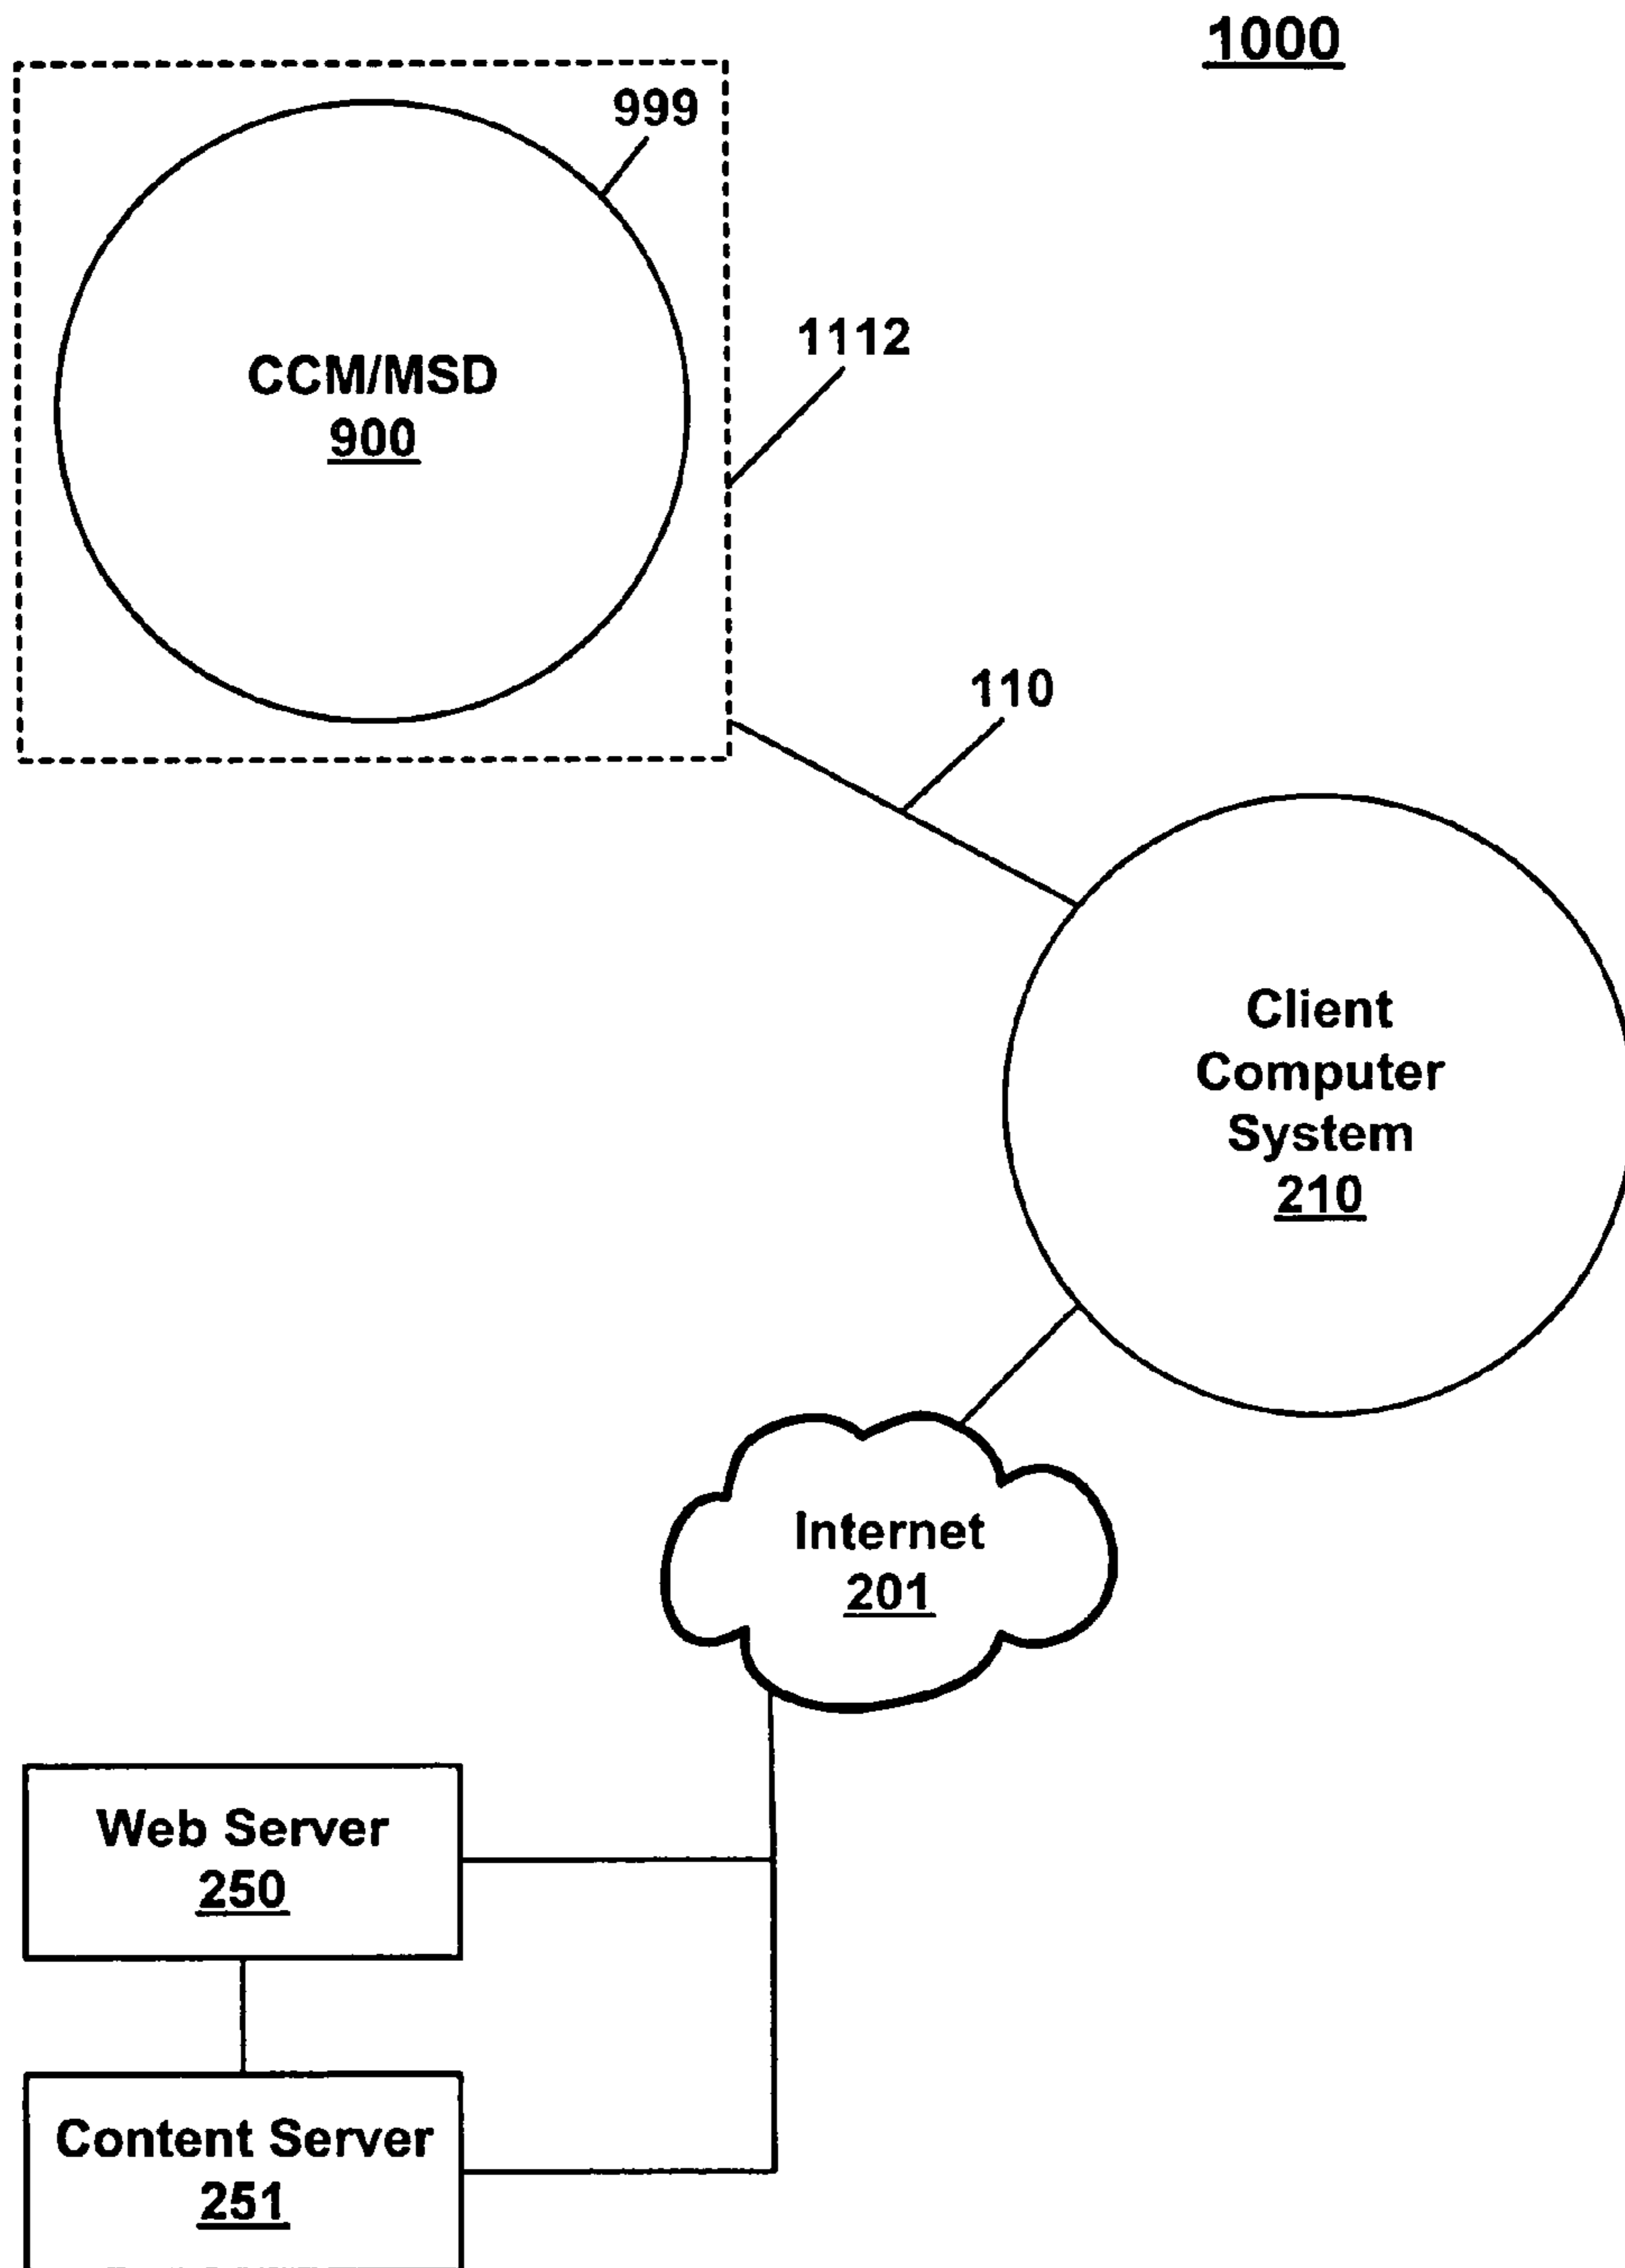 1000
999
CCM/MSD
900
1112
110
Client
Computer
System
210
Internet
201
Web Server
250
Content Server
251